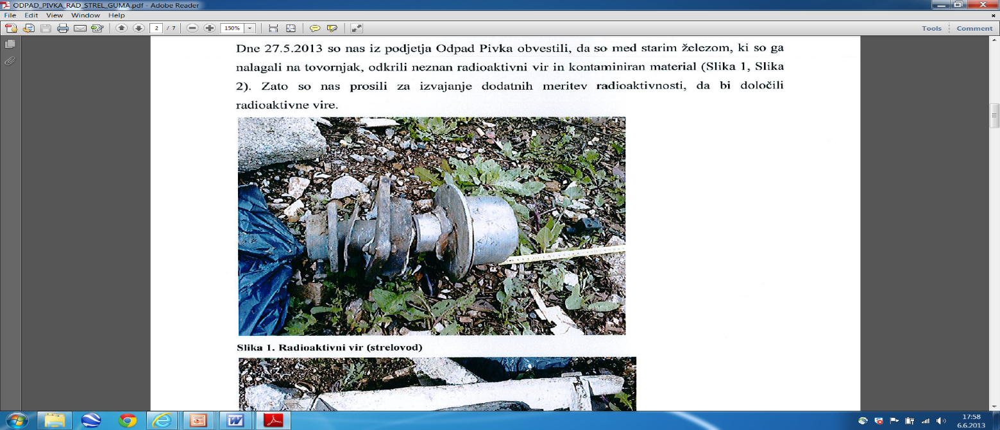 ODPAD_PIVKA_RAD_STREL_GUMA.pdf - Adobe Reader
File Edit View Window Help
2 / 7 150% Tools Comment
Dne 27.5.2013 so nas iz podjetja Odpad Pivka obvestili, da so med starim železom, ki so ga
nalagali na tovornjak, odkrili neznan radioaktivni vir in kontaminiran material (Slika 1, Slika
2). Zato so nas prosili za izvajanje dodatnih meritev radioaktivnosti, da bi določili
radioaktivne vire.
Slika 1. Radioaktivni vir (strelovod)
17:58
6.6.2013